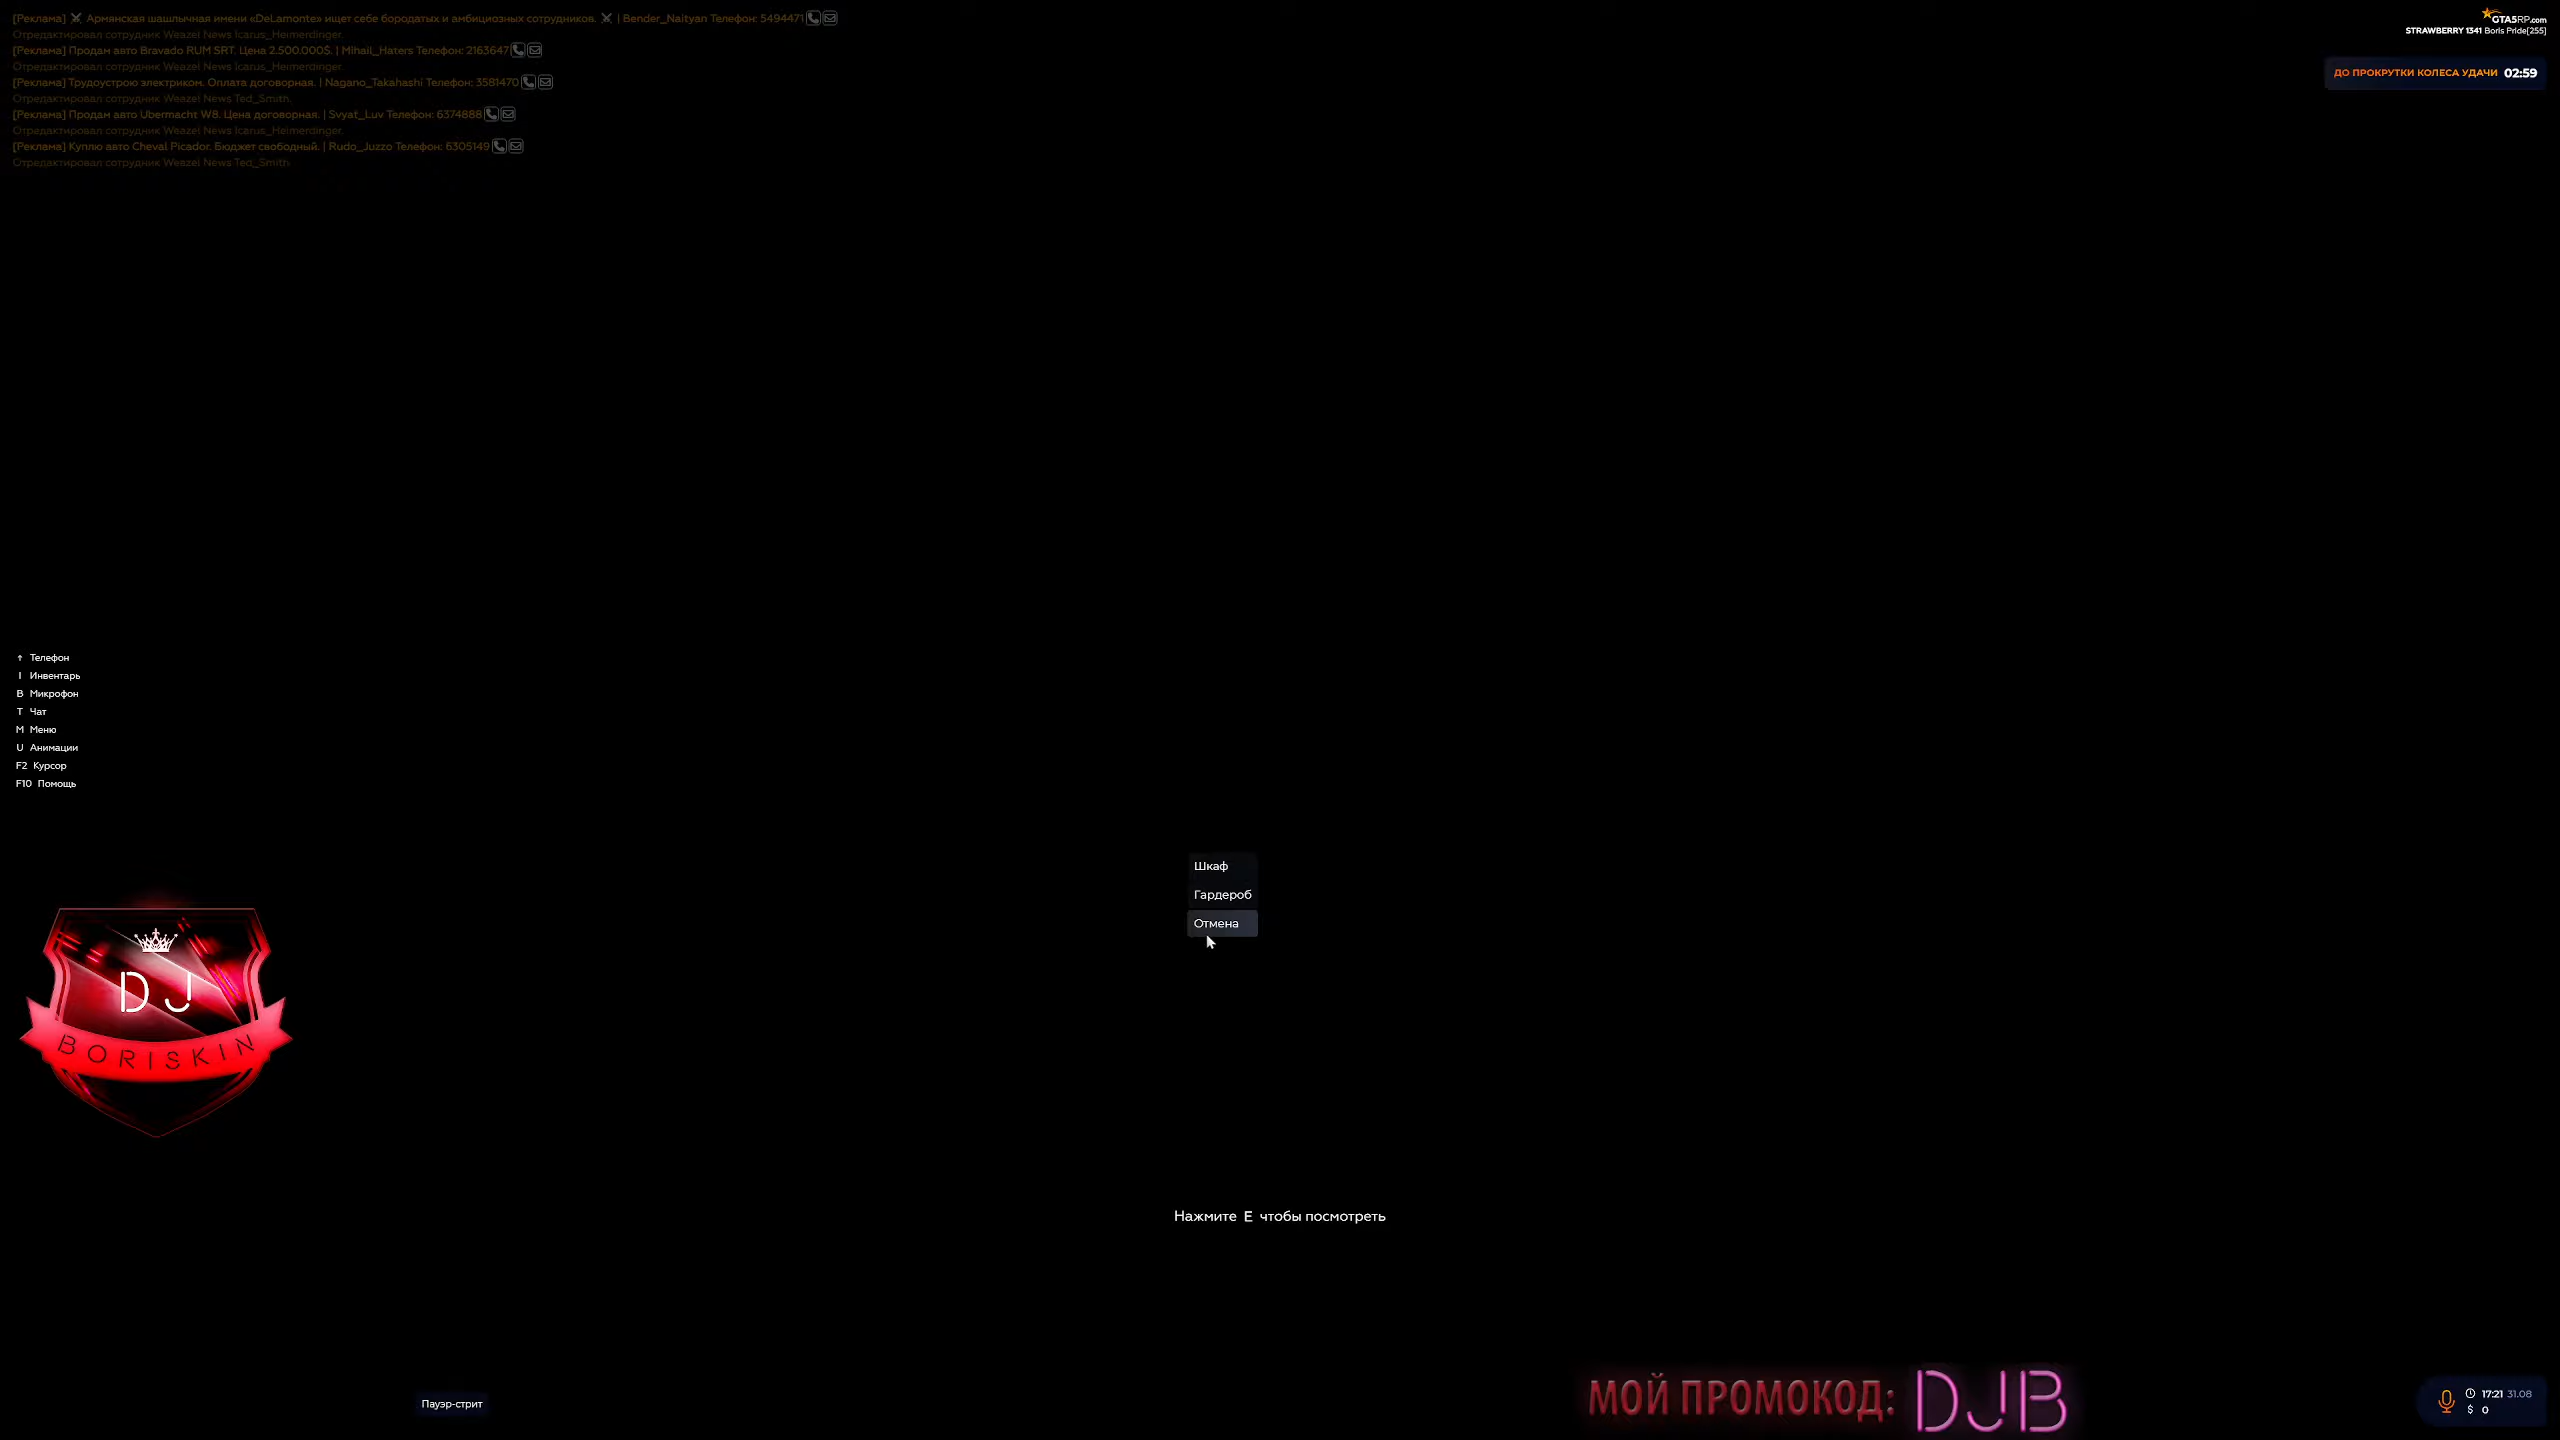 [Реклама] Армянская шашлычная имени «DeLamonte» ищет себе бородатых и амбициозных сотрудников. | Bender_Naityan Телефон: 5494471
Отредактировал сотрудник Weazel News Icarus_Heimerdinger.
[Реклама] Продам авто Bravado RUM SRT. Цена 2.500.000$. | Mihail_Haters Телефон: 2163647
Отредактировал сотрудник Weazel News Icarus_Heimerdinger.
[Реклама] Трудоустрою электриком. Оплата договорная. | Nagano_Takahashi Телефон: 3581470
Отредактировал сотрудник Weazel News Ted_Smith.
[Реклама] Продам авто Ubermacht W8. Цена договорная. | Svyat_Luv Телефон: 6374888
Отредактировал сотрудник Weazel News Icarus_Heimerdinger.
[Реклама] Куплю авто Cheval Picador. Бюджет свободный. | Rudo_Juzzo Телефон: 6305149
Отредактировал сотрудник Weazel News Ted_Smith.
GTA5RP.com
STRAWBERRY 1341 Boris Pride[255]
ДО ПРОКРУТКИ КОЛЕСА УДАЧИ 02:59
↑ Телефон
I Инвентарь
B Микрофон
T Чат
M Меню
U Анимации
F2 Курсор
F10 Помощь
Шкаф
Гардероб
Отмена
DJ
BORISKIN
Нажмите E чтобы посмотреть
Пауэр-стрит
МОЙ ПРОМОКОД: DJB
17:21 31.08
$ 0